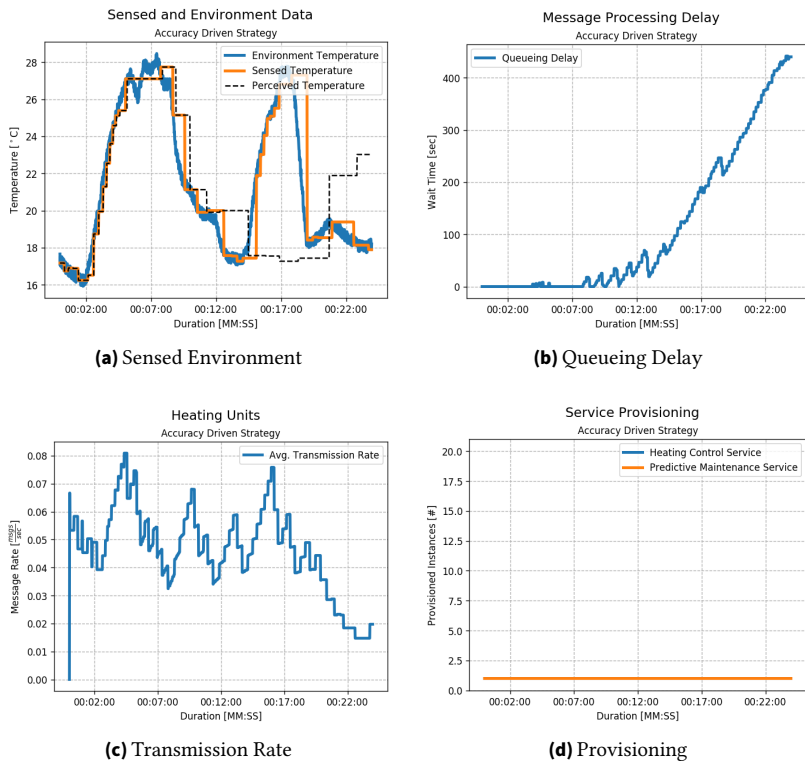 Sensed and Environment Data
Accuracy Driven Strategy
Environment Temperature
Sensed Temperature
Perceived Temperature
28
26
24
22
20
18
16
Temperature [°C]
00:02:00 00:07:00 00:12:00 00:17:00 00:22:00
Duration [MM:SS]
(a) Sensed Environment
Message Processing Delay
Accuracy Driven Strategy
Queueing Delay
400
300
200
100
0
Wait Time [sec]
00:02:00 00:07:00 00:12:00 00:17:00 00:22:00
Duration [MM:SS]
(b) Queueing Delay
Heating Units
Accuracy Driven Strategy
Avg. Transmission Rate
0.08
0.07
0.06
0.05
0.04
0.03
0.02
0.01
0.00
Message Rate [msgs/sec]
00:02:00 00:07:00 00:12:00 00:17:00 00:22:00
Duration [MM:SS]
(c) Transmission Rate
Service Provisioning
Accuracy Driven Strategy
Heating Control Service
Predictive Maintenance Service
20.0
17.5
15.0
12.5
10.0
7.5
5.0
2.5
0.0
Provisioned Instances [#]
00:02:00 00:07:00 00:12:00 00:17:00 00:22:00
Duration [MM:SS]
(d) Provisioning